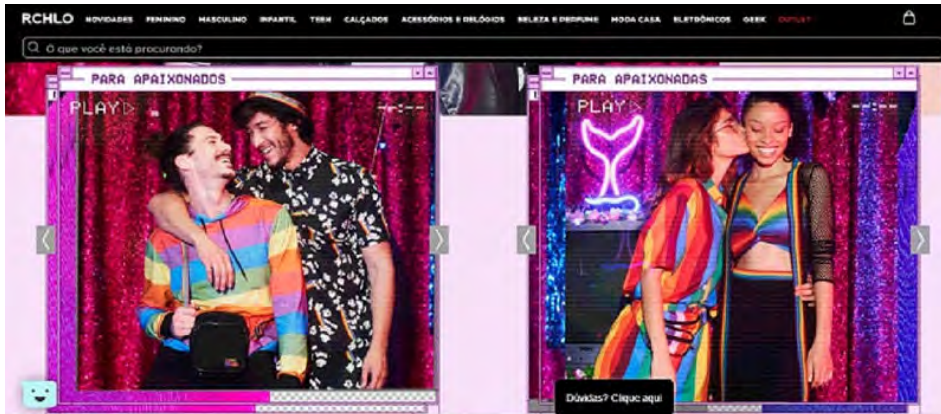 RCHLO NOVIDADES FEMININO MASCULINO INFANTIL TEEN CALÇADOS ACESSÓRIOS E RELÓGIOS BELEZA E PERFUME MODA CASA ELETRÔNICOS GEEK OUTLET
O que você está procurando?
PARA APAIXONADOS
PARA APAIXONADAS
PLAY
--:--
PLAY
--:--
Dúvidas? Clique aqui